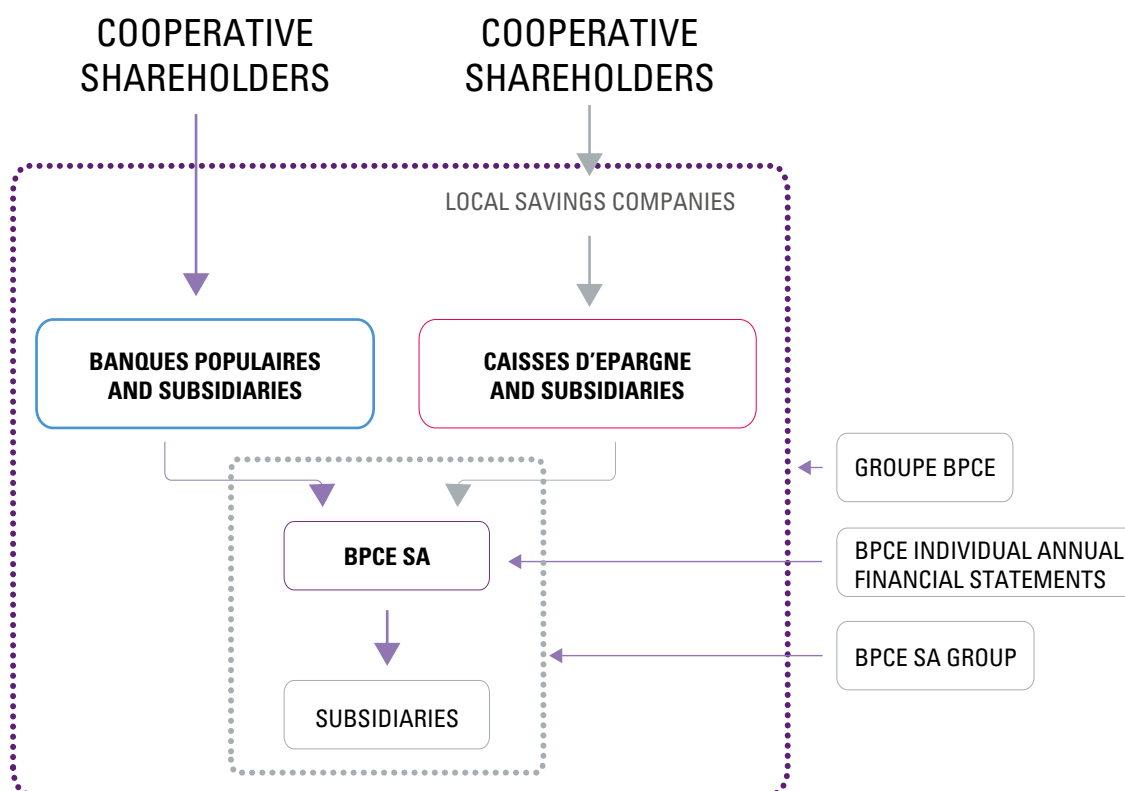 COOPERATIVE
SHAREHOLDERS
COOPERATIVE
SHAREHOLDERS
LOCAL SAVINGS COMPANIES
BANQUES POPULAIRES
AND SUBSIDIARIES
CAISSES D'EPARGNE
AND SUBSIDIARIES
GROUPE BPCE
BPCE SA
BPCE INDIVIDUAL ANNUAL
FINANCIAL STATEMENTS
BPCE SA GROUP
SUBSIDIARIES